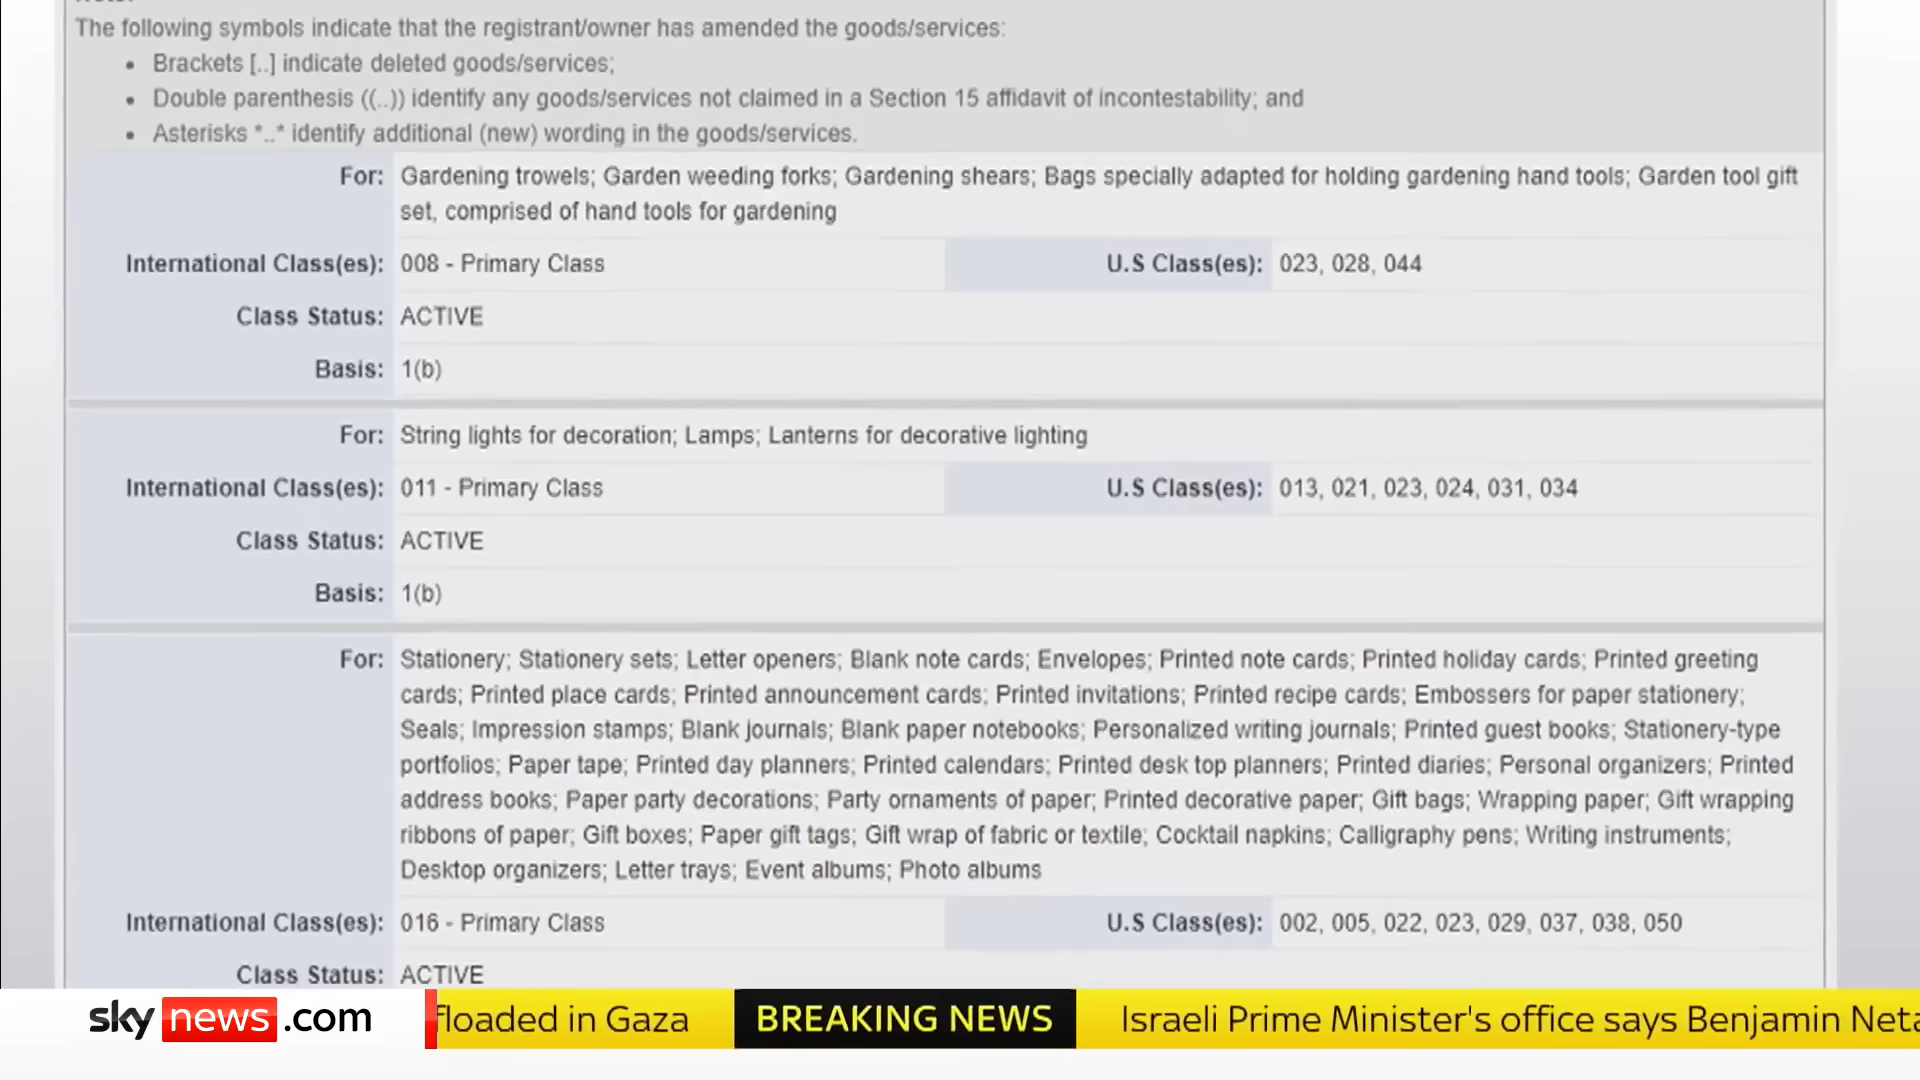 The following symbols indicate that the registrant/owner has amended the goods/services:
• Brackets [..] indicate deleted goods/services;
• Double parenthesis ((..)) identify any goods/services not claimed in a Section 15 affidavit of incontestability; and
• Asterisks *..* identify additional (new) wording in the goods/services.
For: Gardening trowels; Garden weeding forks; Gardening shears; Bags specially adapted for holding gardening hand tools; Garden tool gift
set, comprised of hand tools for gardening
International Class(es): 008 - Primary Class U.S Class(es): 023, 028, 044
Class Status: ACTIVE
Basis: 1(b)
For: String lights for decoration; Lamps; Lanterns for decorative lighting
International Class(es): 011 - Primary Class U.S Class(es): 013, 021, 023, 024, 031, 034
Class Status: ACTIVE
Basis: 1(b)
For: Stationery; Stationery sets; Letter openers; Blank note cards; Envelopes; Printed note cards; Printed holiday cards; Printed greeting
cards; Printed place cards; Printed announcement cards; Printed invitations; Printed recipe cards; Embossers for paper stationery;
Seals; Impression stamps; Blank journals; Blank paper notebooks; Personalized writing journals; Printed guest books; Stationery-type
portfolios; Paper tape; Printed day planners; Printed calendars; Printed desk top planners; Printed diaries; Personal organizers; Printed
address books; Paper party decorations; Party ornaments of paper; Printed decorative paper; Gift bags; Wrapping paper; Gift wrapping
ribbons of paper; Gift boxes; Paper gift tags; Gift wrap of fabric or textile; Cocktail napkins; Calligraphy pens; Writing instruments;
Desktop organizers; Letter trays; Event albums; Photo albums
International Class(es): 016 - Primary Class U.S Class(es): 002, 005, 022, 023, 029, 037, 038, 050
Class Status: ACTIVE
sky news .com floaded in Gaza BREAKING NEWS Israeli Prime Minister's office says Benjamin Neta